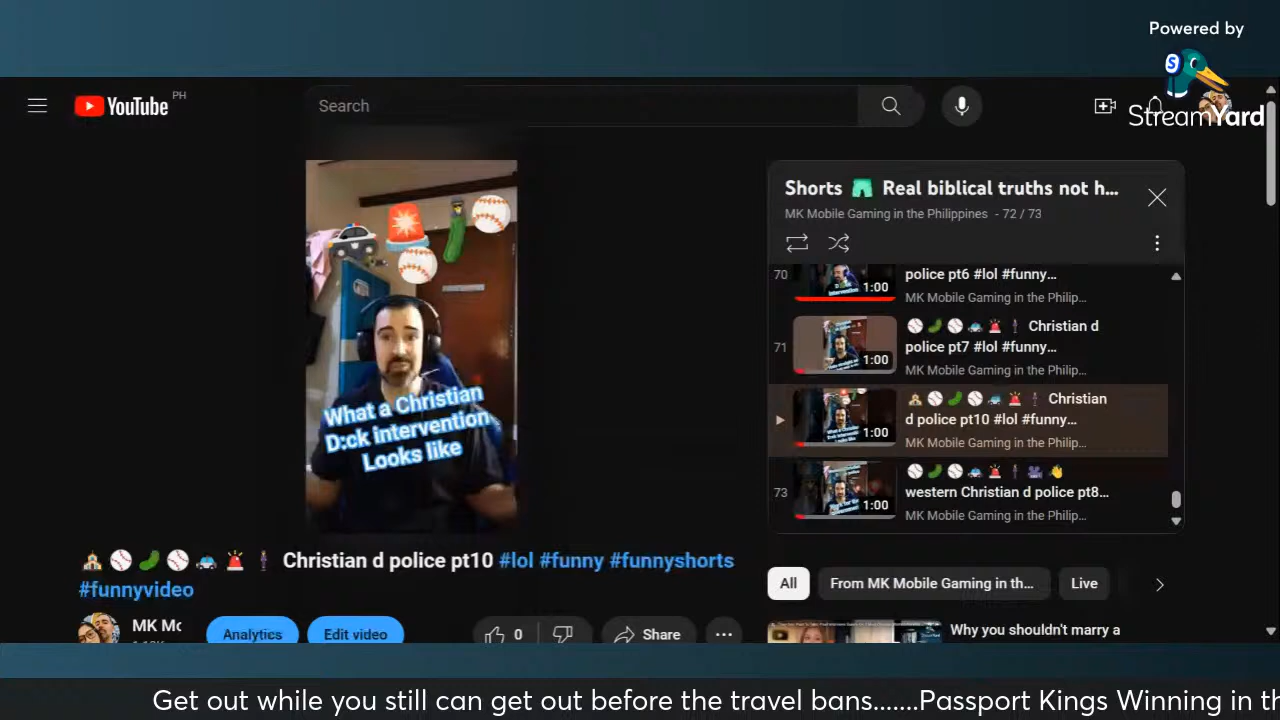 Powered by
StreamYard
YouTube PH
Search
What a Christian
D:ck intervention
Looks like
Shorts 🩳 Real biblical truths not h...
MK Mobile Gaming in the Philippines - 72 / 73
70
police pt6 #lol #funny...
1:00
MK Mobile Gaming in the Philip...
71
⚾🥒⚾🚓🚨🧍‍♀️ Christian d
police pt7 #lol #funny...
1:00
MK Mobile Gaming in the Philip...
⛪⚾🥒⚾🚓🚨🧍‍♀️ Christian
d police pt10 #lol #funny...
1:00
MK Mobile Gaming in the Philip...
73
western Christian d police pt8...
1:00
MK Mobile Gaming in the Philip...
⛪⚾🥒⚾🚓🚨🧍‍♀️ Christian d police pt10 #lol #funny #funnyshorts
#funnyvideo
MK Mo
Analytics
Edit video
0
Share
All
From MK Mobile Gaming in th...
Live
Why you shouldn't marry a
Get out while you still can get out before the travel bans.......Passport Kings Winning in th